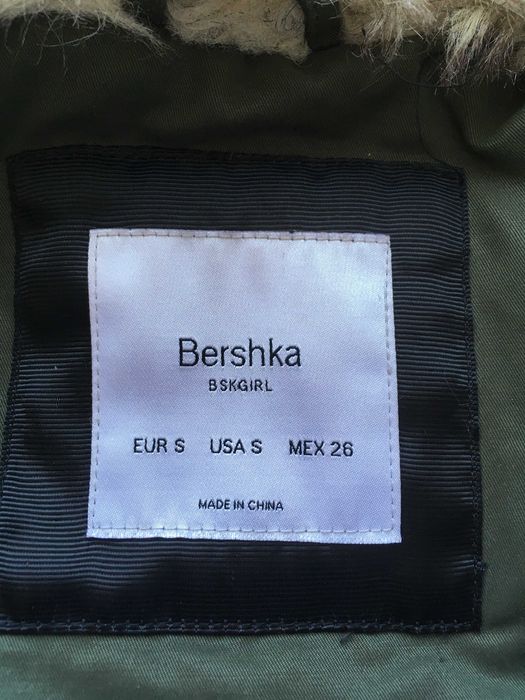 Bershka
BSKGIRL
EUR S USA S MEX 26
MADE IN CHINA